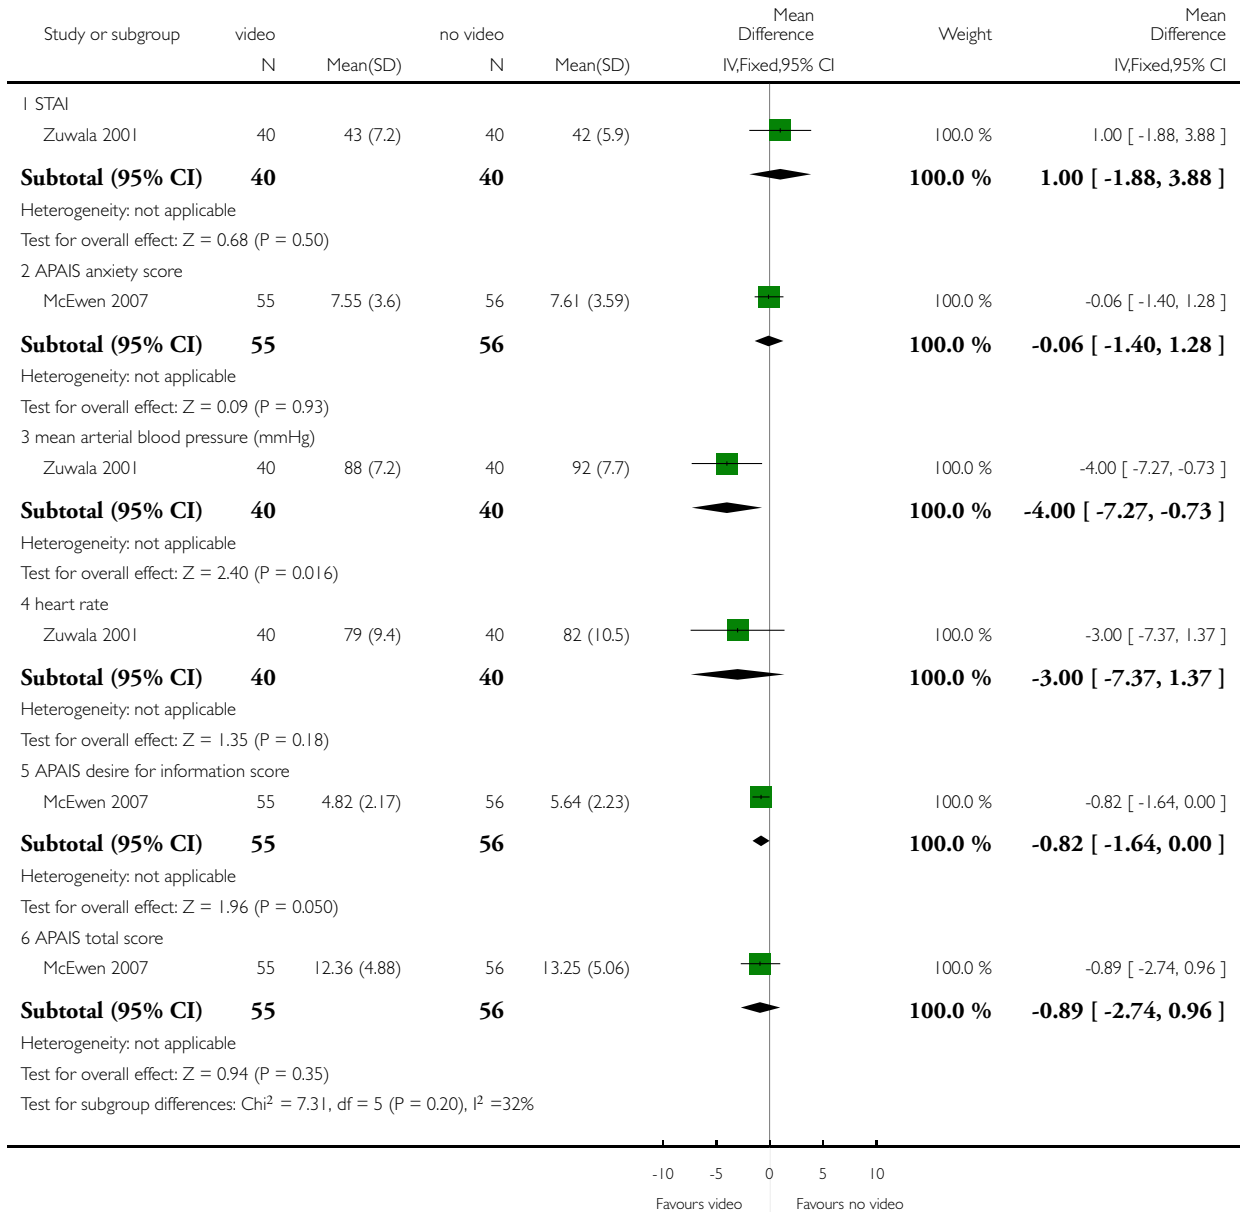 Study or subgroup video no video Mean Difference Weight Mean Difference
N Mean(SD) N Mean(SD) IV,Fixed,95% CI IV,Fixed,95% CI
1 STAI
Zuwala 2001 40 43 (7.2) 40 42 (5.9) 100.0 % 1.00 [ -1.88, 3.88 ]
Subtotal (95% CI) 40 40 100.0 % 1.00 [ -1.88, 3.88 ]
Heterogeneity: not applicable
Test for overall effect: Z = 0.68 (P = 0.50)
2 APAIS anxiety score
McEwen 2007 55 7.55 (3.6) 56 7.61 (3.59) 100.0 % -0.06 [ -1.40, 1.28 ]
Subtotal (95% CI) 55 56 100.0 % -0.06 [ -1.40, 1.28 ]
Heterogeneity: not applicable
Test for overall effect: Z = 0.09 (P = 0.93)
3 mean arterial blood pressure (mmHg)
Zuwala 2001 40 88 (7.2) 40 92 (7.7) 100.0 % -4.00 [ -7.27, -0.73 ]
Subtotal (95% CI) 40 40 100.0 % -4.00 [ -7.27, -0.73 ]
Heterogeneity: not applicable
Test for overall effect: Z = 2.40 (P = 0.016)
4 heart rate
Zuwala 2001 40 79 (9.4) 40 82 (10.5) 100.0 % -3.00 [ -7.37, 1.37 ]
Subtotal (95% CI) 40 40 100.0 % -3.00 [ -7.37, 1.37 ]
Heterogeneity: not applicable
Test for overall effect: Z = 1.35 (P = 0.18)
5 APAIS desire for information score
McEwen 2007 55 4.82 (2.17) 56 5.64 (2.23) 100.0 % -0.82 [ -1.64, 0.00 ]
Subtotal (95% CI) 55 56 100.0 % -0.82 [ -1.64, 0.00 ]
Heterogeneity: not applicable
Test for overall effect: Z = 1.96 (P = 0.050)
6 APAIS total score
McEwen 2007 55 12.36 (4.88) 56 13.25 (5.06) 100.0 % -0.89 [ -2.74, 0.96 ]
Subtotal (95% CI) 55 56 100.0 % -0.89 [ -2.74, 0.96 ]
Heterogeneity: not applicable
Test for overall effect: Z = 0.94 (P = 0.35)
Test for subgroup differences: Chi² = 7.31, df = 5 (P = 0.20), I² =32%
-10 -5 0 5 10
Favours video Favours no video